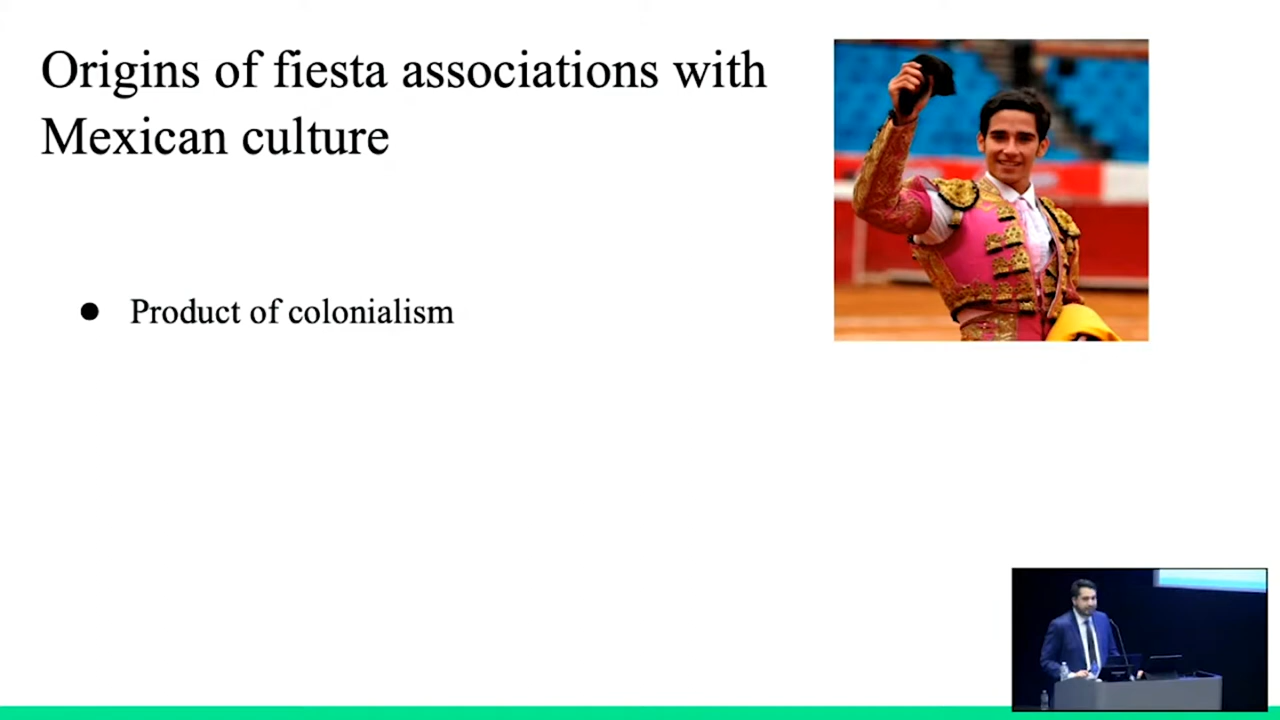 Origins of fiesta associations with
Mexican culture
● Product of colonialism